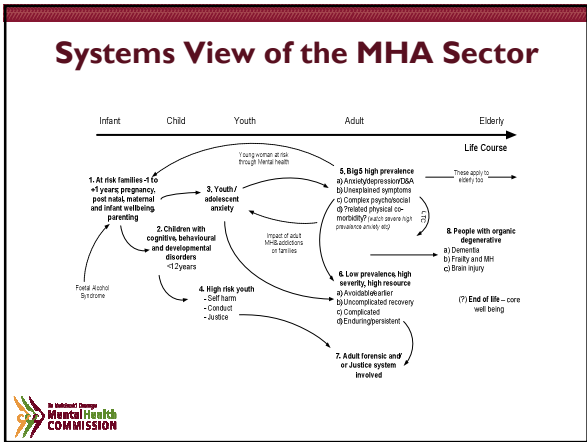 Systems View of the MHA Sector
Infant
Child
Youth
Adult
Elderly
Life Course
Young woman at risk
through Mental health
1. At risk families -1 to
+1 years; pregnancy,
post natal, maternal
and infant wellbeing,
parenting
2. Children with
cognitive, behavioural
and developmental
disorders
<12years
3. Youth /
adolescent
anxiety
4. High risk youth
- Self harm
- Conduct
- Justice
Foetal Alcohol
Syndrome
Impact of adult
MH& addictions
on families
5. Big5 high prevalence
a) Anxiety/depression/D&A
b) Unexplained symptoms
c) Complex psycho/social
d) ?related physical co-
morbidity? (watch severe high
prevalence anxiety etc)
LTC
These apply to
elderly too
6. Low prevalence, high
severity, high resource
a) Avoidable/earlier
b) Uncomplicated recovery
c) Complicated
d) Enduring/persistent
7. Adult forensic and/
or Justice system
involved
8. People with organic
degenerative
a) Dementia
b) Frailty and MH
c) Brain injury
(?) End of life – core
well being
Mental Health
COMMISSION